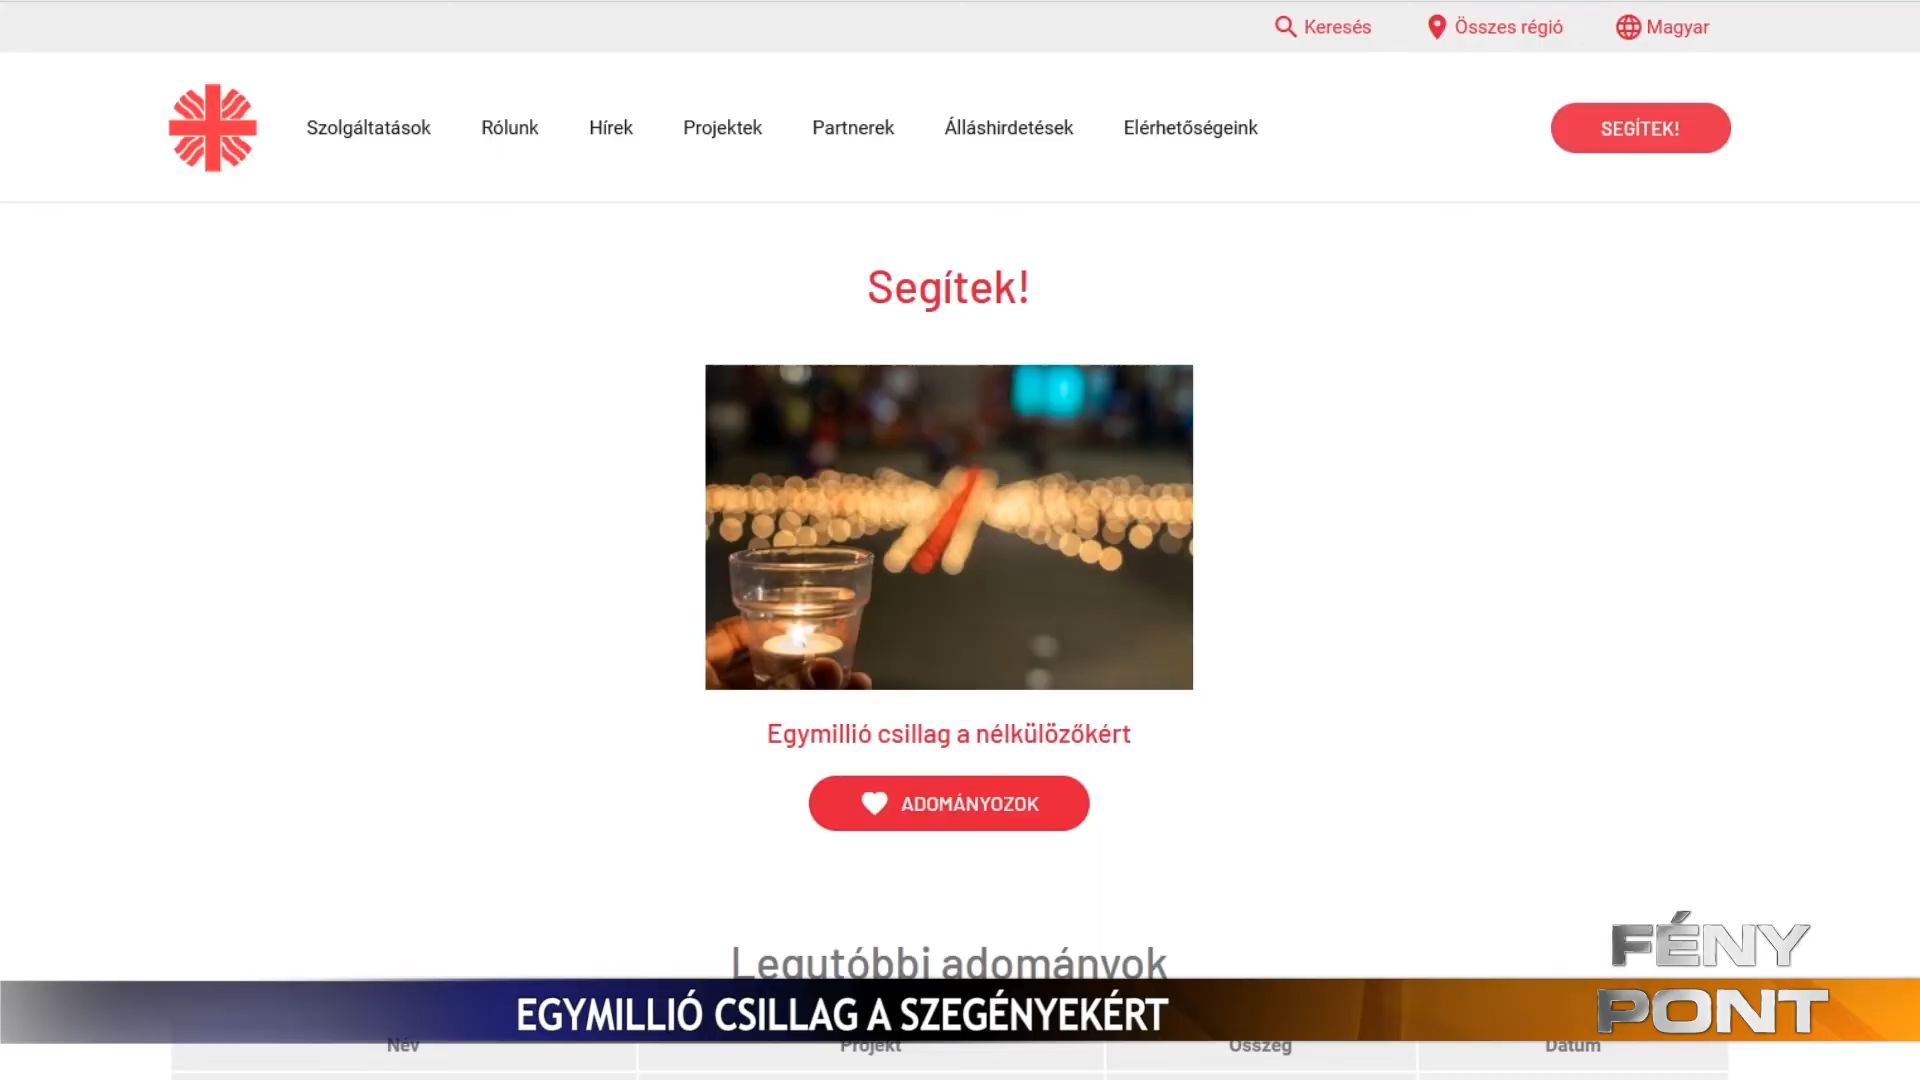 Keresés
Összes régió
Magyar
Szolgáltatások
Rólunk
Hírek
Projektek
Partnerek
Álláshirdetések
Elérhetőségeink
SEGÍTEK!
Segítek!
Egymillió csillag a nélkülözőkért
ADOMÁNYOZOK
Legutóbbi adományok
FÉNY
PONT
EGYMILLIÓ CSILLAG A SZEGÉNYEKÉRT
Név
Projekt
Összeg
Dátum